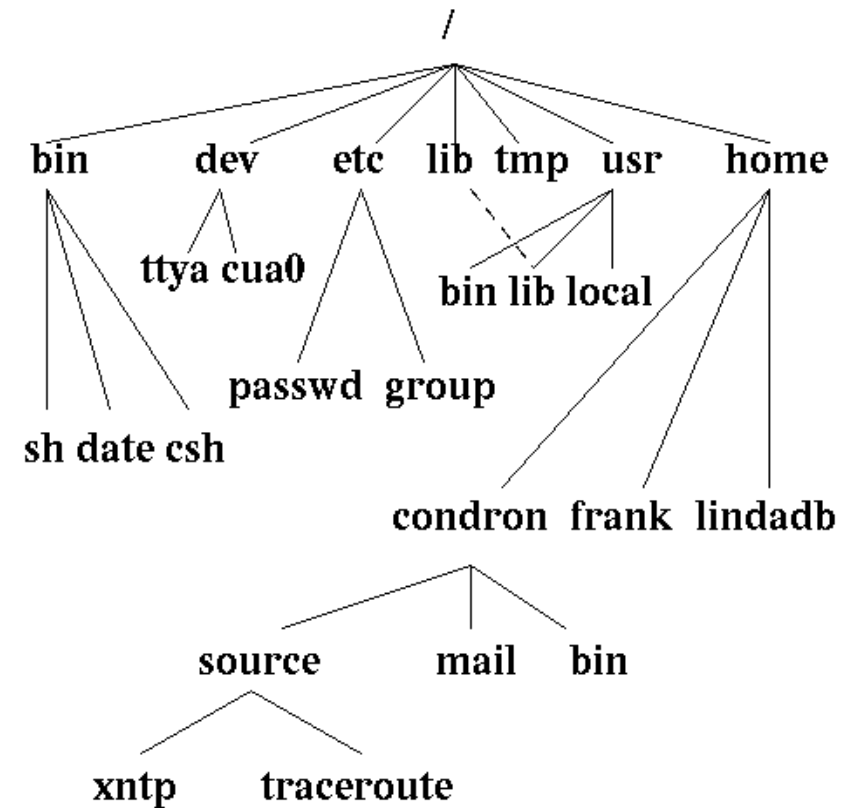 /
bin dev etc lib tmp usr home
ttya cua0
bin lib local
passwd group
sh date csh
condron frank lindadb
source mail bin
xntp traceroute